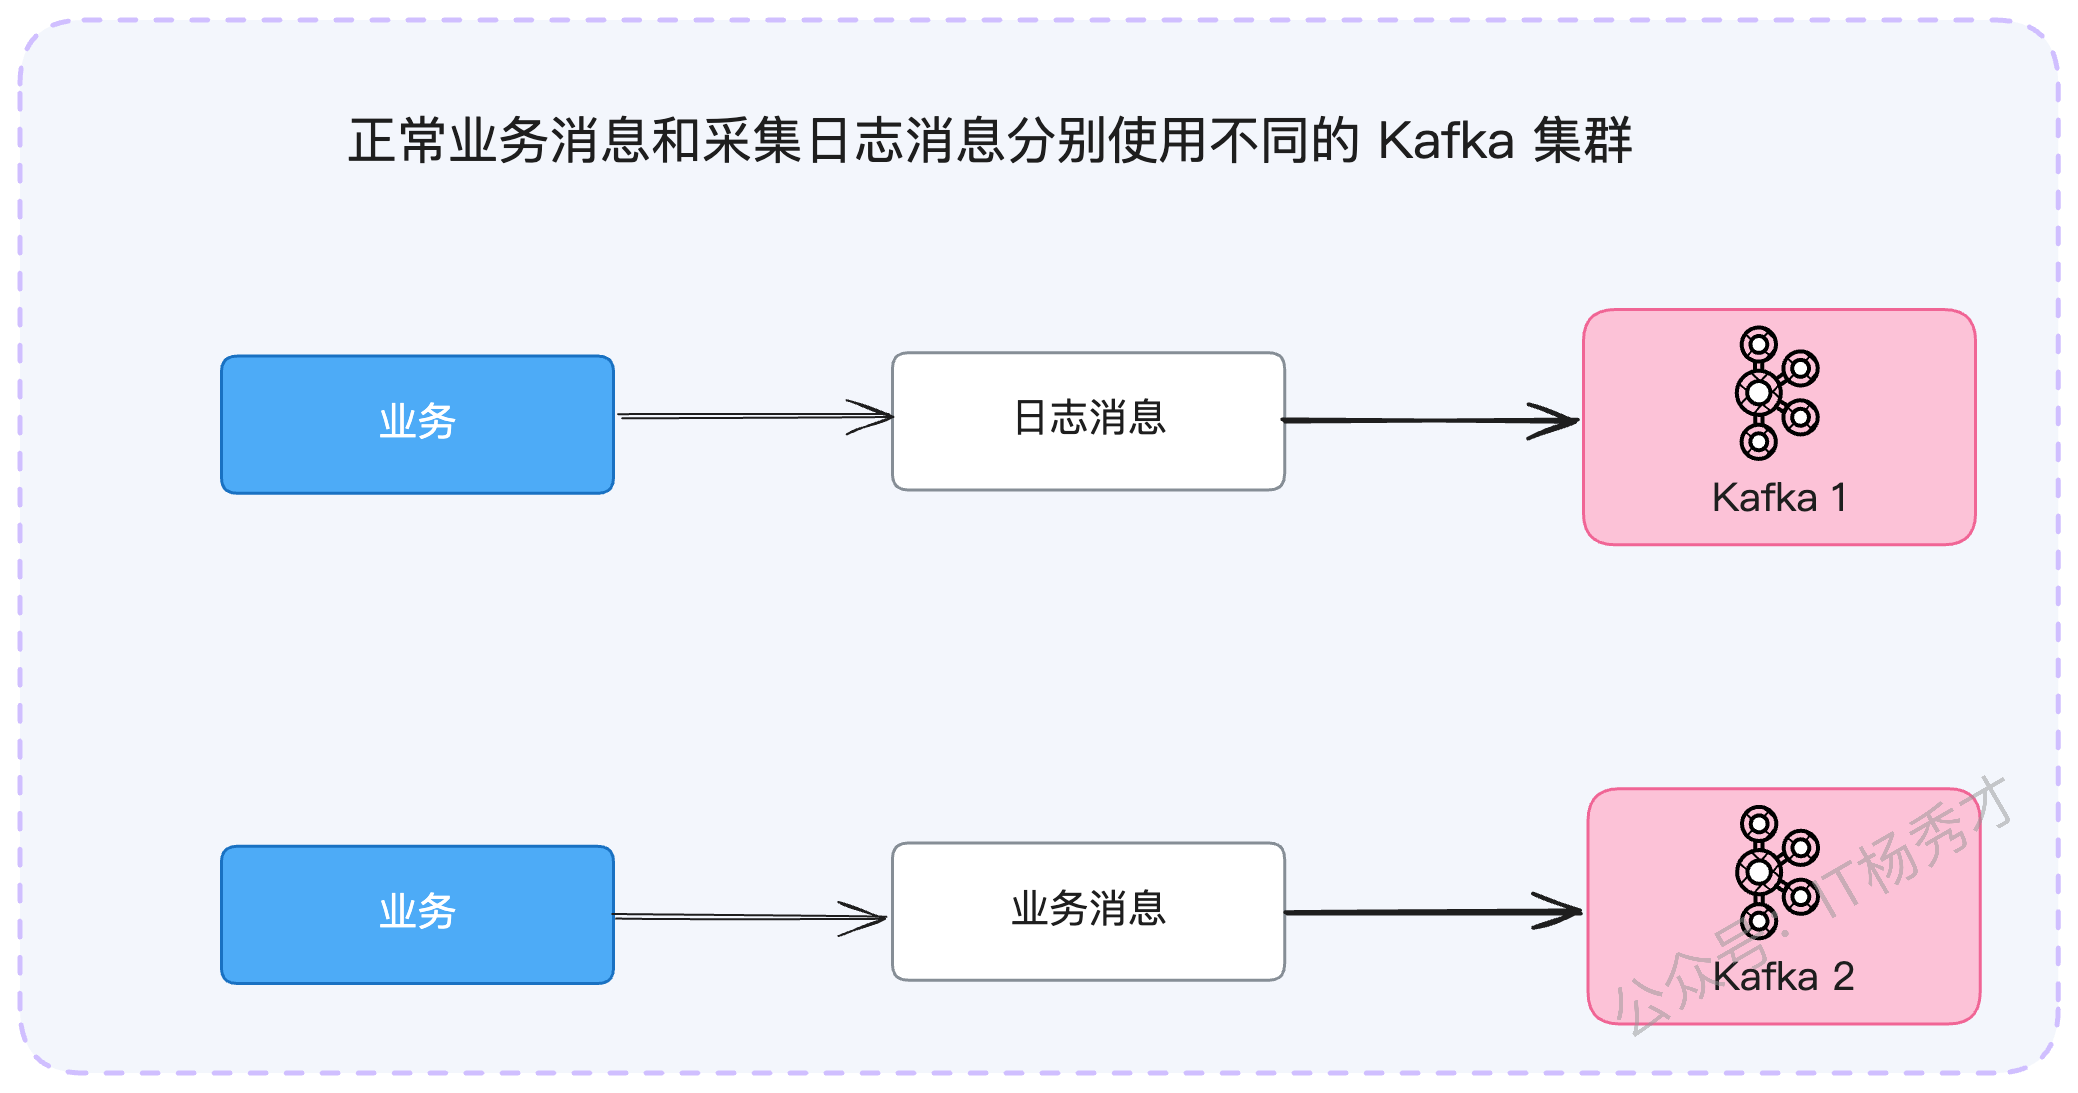 正常业务消息和采集日志消息分别使用不同的 Kafka 集群
业务
日志消息
Kafka 1
业务
业务消息
Kafka 2
公众号: IT杨秀才